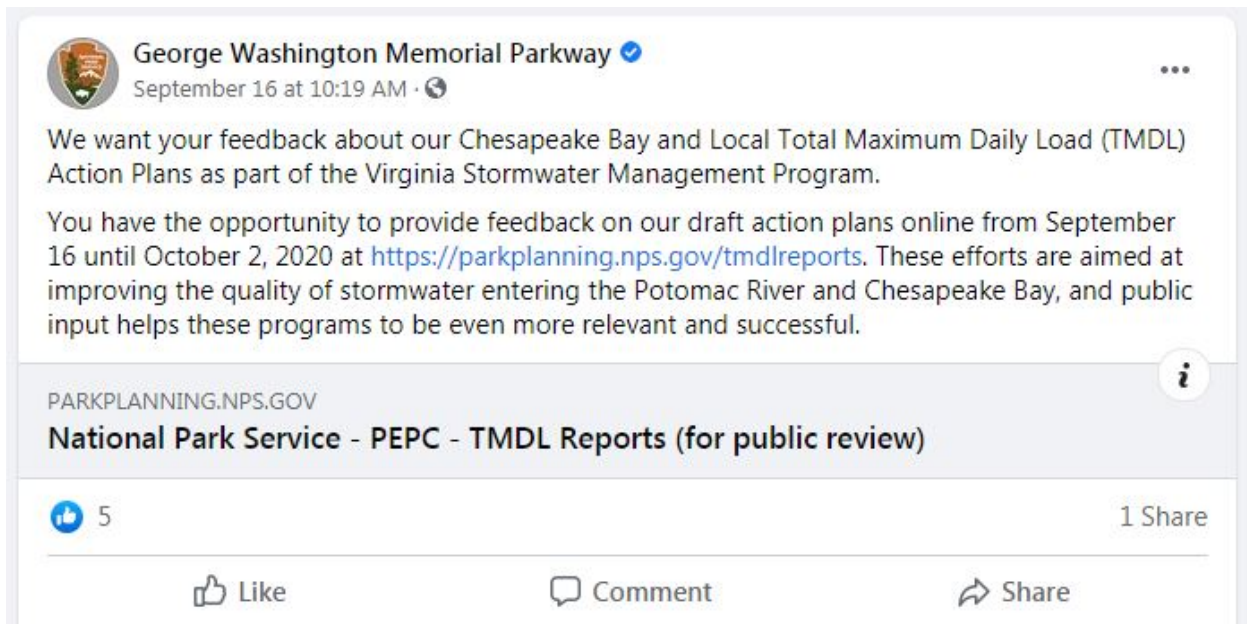 George Washington Memorial Parkway
September 16 at 10:19 AM ·
We want your feedback about our Chesapeake Bay and Local Total Maximum Daily Load (TMDL)
Action Plans as part of the Virginia Stormwater Management Program.
You have the opportunity to provide feedback on our draft action plans online from September
16 until October 2, 2020 at https://parkplanning.nps.gov/tmdlreports. These efforts are aimed at
improving the quality of stormwater entering the Potomac River and Chesapeake Bay, and public
input helps these programs to be even more relevant and successful.
PARKPLANNING.NPS.GOV
National Park Service - PEPC - TMDL Reports (for public review)
5 1 Share
Like Comment Share